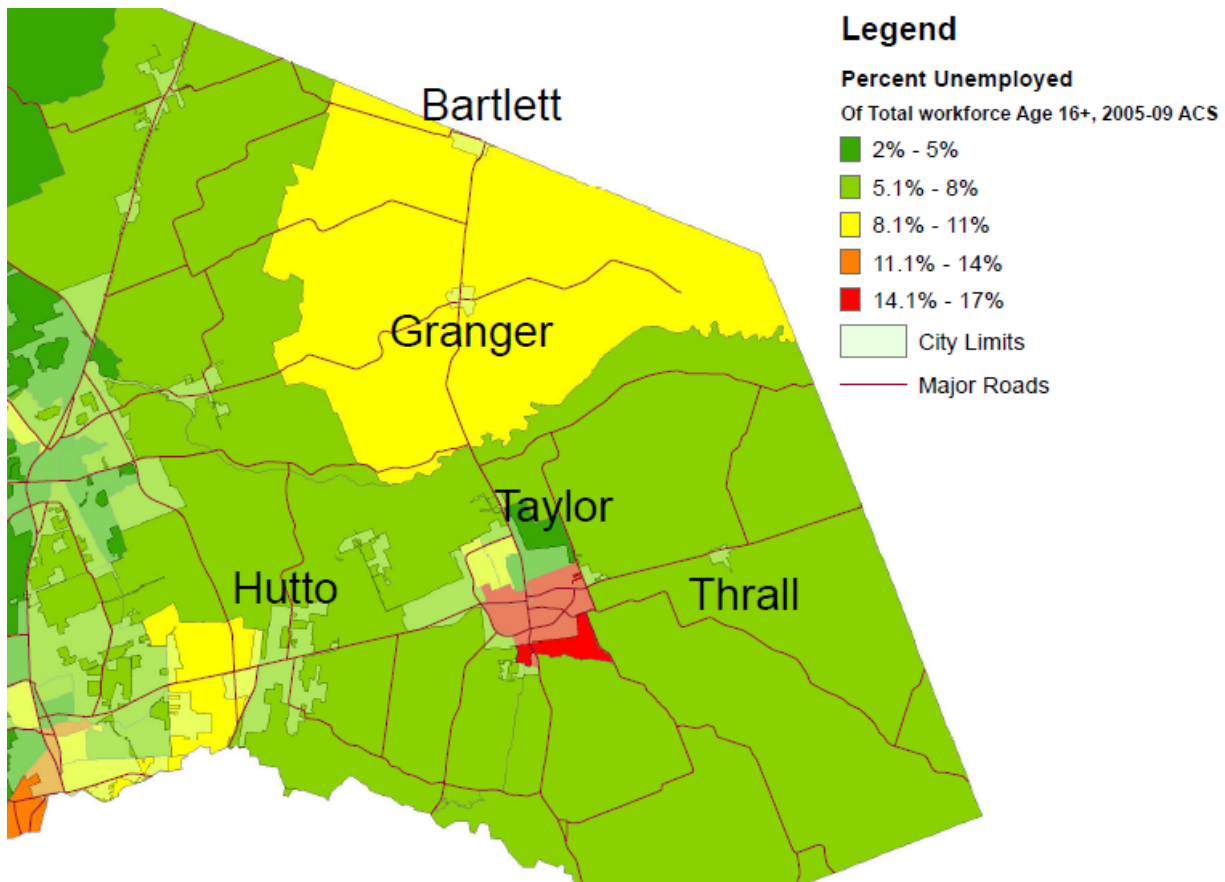 Bartlett
Granger
Taylor
Hutto
Thrall
Legend
Percent Unemployed
Of Total workforce Age 16+, 2005-09 ACS
2% - 5%
5.1% - 8%
8.1% - 11%
11.1% - 14%
14.1% - 17%
City Limits
Major Roads